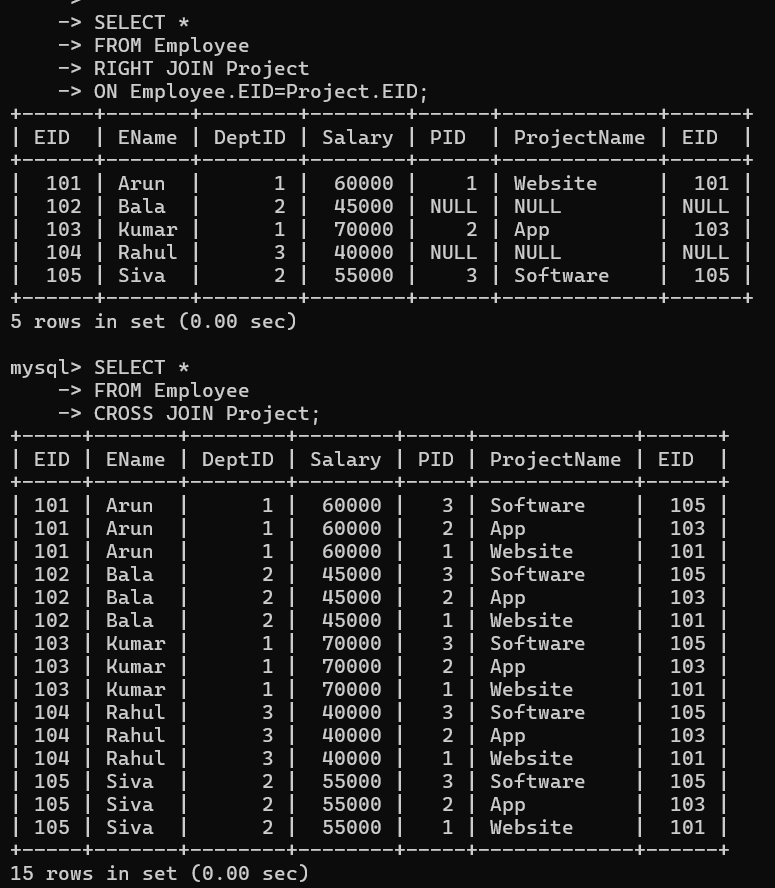 -> SELECT *
    -> FROM Employee
    -> RIGHT JOIN Project
    -> ON Employee.EID=Project.EID;
+------+-------+--------+--------+------+-------------+------+
| EID  | EName | DeptID | Salary | PID  | ProjectName | EID  |
+------+-------+--------+--------+------+-------------+------+
|  101 | Arun  |      1 |  60000 |    1 | Website     |  101 |
|  102 | Bala  |      2 |  45000 | NULL | NULL        | NULL |
|  103 | Kumar |      1 |  70000 |    2 | App         |  103 |
|  104 | Rahul |      3 |  40000 | NULL | NULL        | NULL |
|  105 | Siva  |      2 |  55000 |    3 | Software    |  105 |
+------+-------+--------+--------+------+-------------+------+
5 rows in set (0.00 sec)

mysql> SELECT *
    -> FROM Employee
    -> CROSS JOIN Project;
+-----+-------+--------+--------+-----+-------------+------+
| EID | EName | DeptID | Salary | PID | ProjectName | EID  |
+-----+-------+--------+--------+-----+-------------+------+
| 101 | Arun  |      1 |  60000 |   3 | Software    |  105 |
| 101 | Arun  |      1 |  60000 |   2 | App         |  103 |
| 101 | Arun  |      1 |  60000 |   1 | Website     |  101 |
| 102 | Bala  |      2 |  45000 |   3 | Software    |  105 |
| 102 | Bala  |      2 |  45000 |   2 | App         |  103 |
| 102 | Bala  |      2 |  45000 |   1 | Website     |  101 |
| 103 | Kumar |      1 |  70000 |   3 | Software    |  105 |
| 103 | Kumar |      1 |  70000 |   2 | App         |  103 |
| 103 | Kumar |      1 |  70000 |   1 | Website     |  101 |
| 104 | Rahul |      3 |  40000 |   3 | Software    |  105 |
| 104 | Rahul |      3 |  40000 |   2 | App         |  103 |
| 104 | Rahul |      3 |  40000 |   1 | Website     |  101 |
| 105 | Siva  |      2 |  55000 |   3 | Software    |  105 |
| 105 | Siva  |      2 |  55000 |   2 | App         |  103 |
| 105 | Siva  |      2 |  55000 |   1 | Website     |  101 |
+-----+-------+--------+--------+-----+-------------+------+
15 rows in set (0.00 sec)